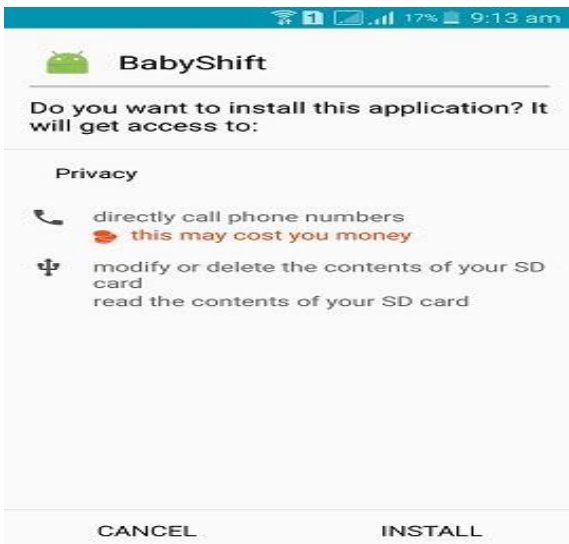 1 17% 9:13 am
BabyShift
Do you want to install this application? It
will get access to:
Privacy
directly call phone numbers
this may cost you money
modify or delete the contents of your SD
card
read the contents of your SD card
CANCEL INSTALL